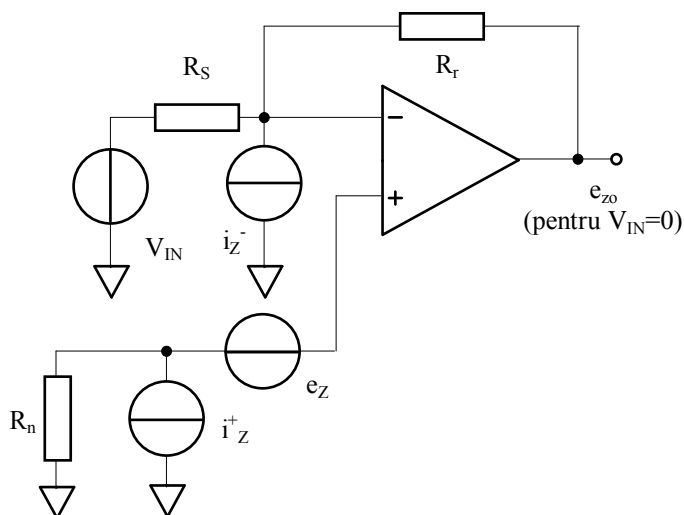 R_S
R_r
−
+
e_zo
(pentru V_IN=0)
V_IN
i_Z^-
e_Z
R_n
i^+_Z